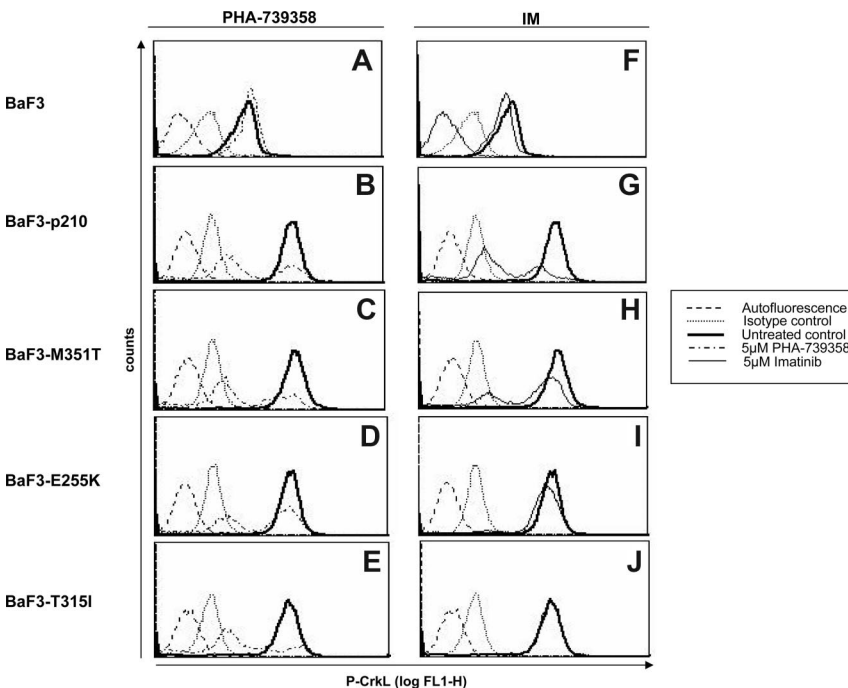 PHA-739358 IM
BaF3 A F
BaF3-p210 B G
BaF3-M351T C H
BaF3-E255K D I
BaF3-T315I E J
counts
P-CrkL (log FL1-H)
Autofluorescence
Isotype control
Untreated control
5µM PHA-739358
5µM Imatinib